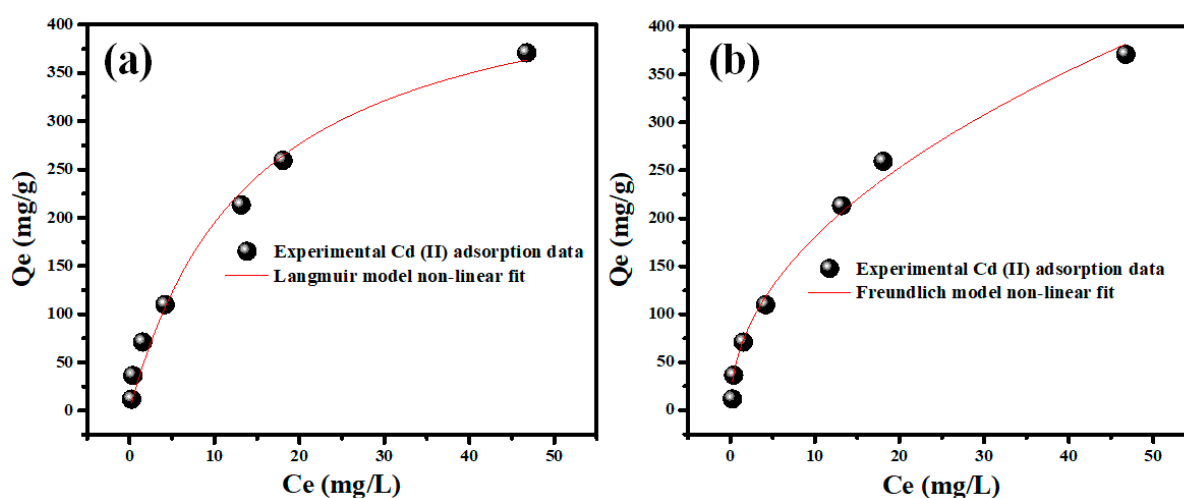 (a)
400
350
300
250
200
150
100
50
0
Qe (mg/g)
Experimental Cd (II) adsorption data
Langmuir model non-linear fit
0 10 20 30 40 50
Ce (mg/L)
(b)
400
350
300
250
200
150
100
50
0
Qe (mg/g)
Experimental Cd (II) adsorption data
Freundlich model non-linear fit
0 10 20 30 40 50
Ce (mg/L)